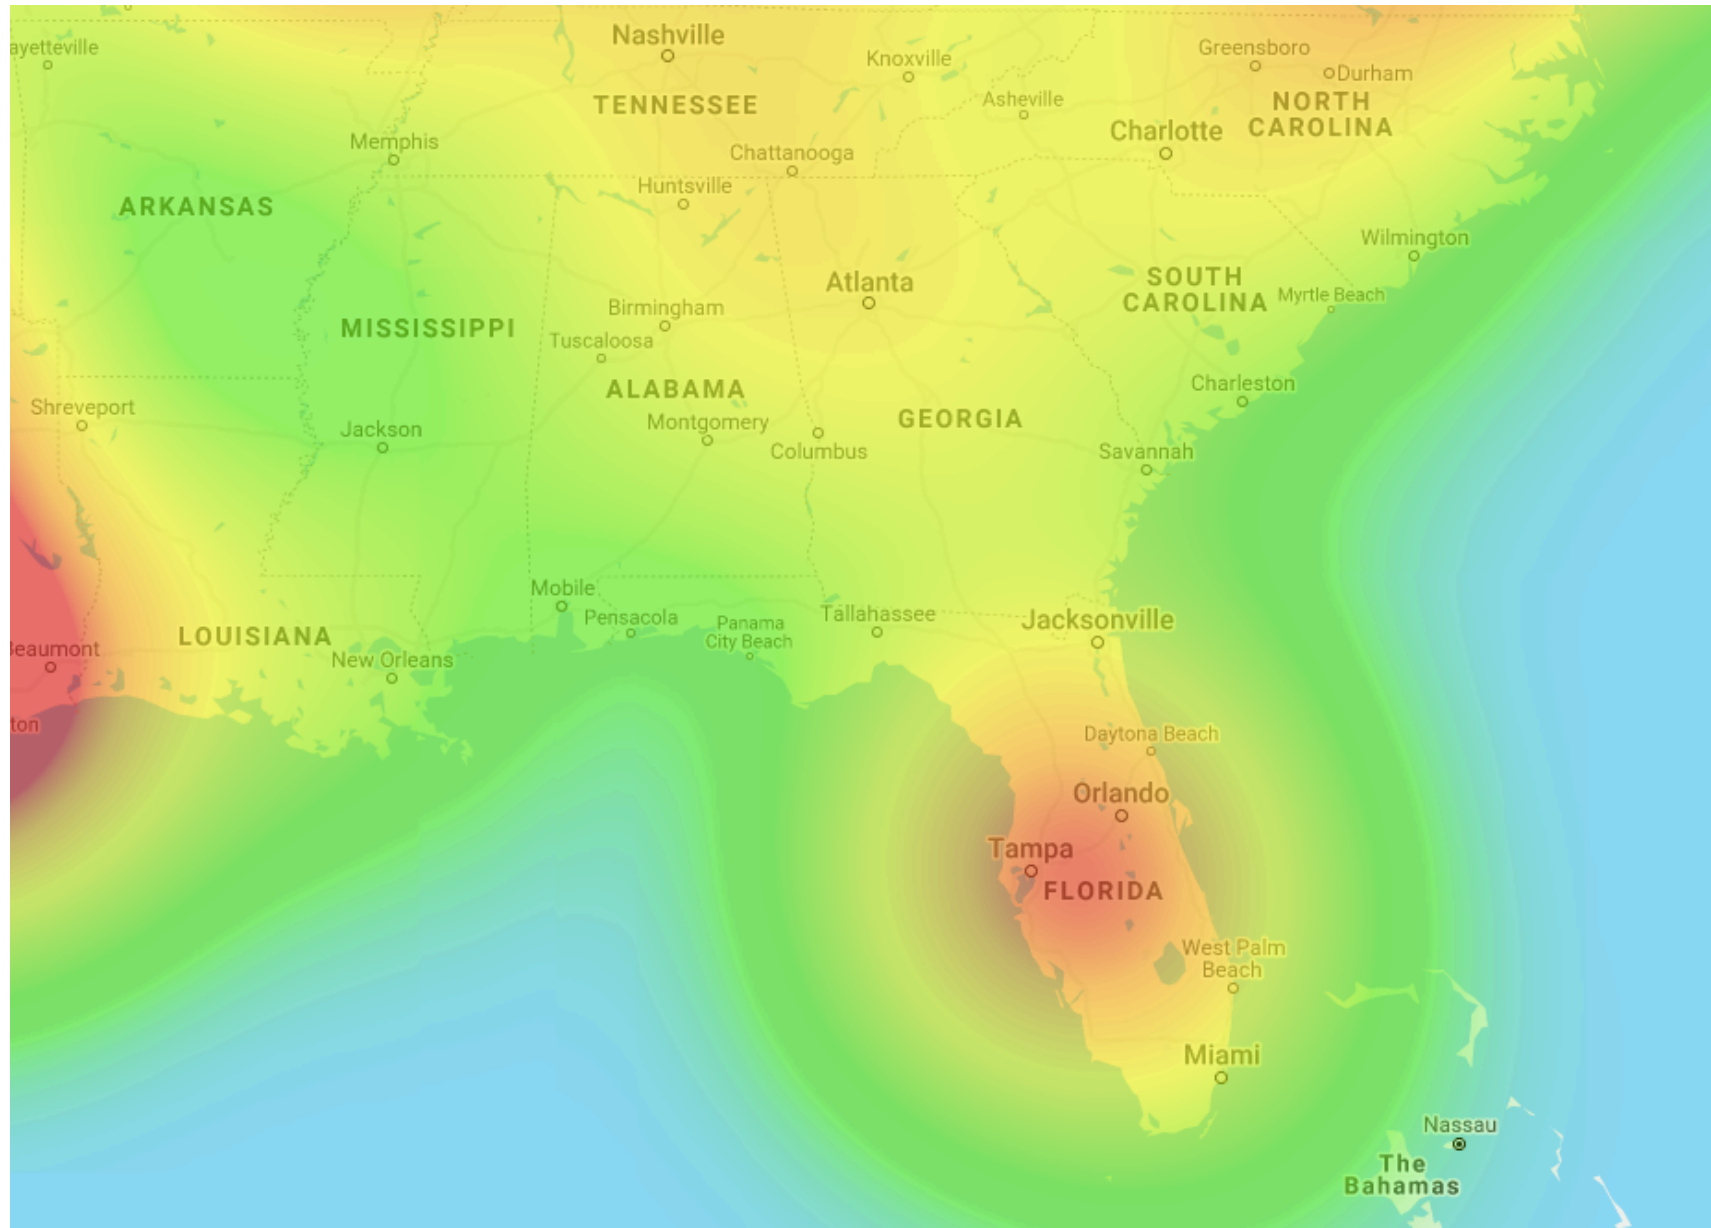 Nashville
ayetteville
Knoxville
Greensboro
Durham
TENNESSEE
Asheville
NORTH
CAROLINA
Charlotte
Memphis
Chattanooga
Huntsville
ARKANSAS
Wilmington
Atlanta
SOUTH
CAROLINA
Myrtle Beach
Birmingham
MISSISSIPPI
Tuscaloosa
ALABAMA
Charleston
Shreveport
GEORGIA
Montgomery
Jackson
Columbus
Savannah
Mobile
Pensacola
Panama
City Beach
Tallahassee
Jacksonville
LOUISIANA
Beaumont
New Orleans
ton
Daytona Beach
Orlando
Tampa
FLORIDA
West Palm
Beach
Miami
Nassau
The
Bahamas